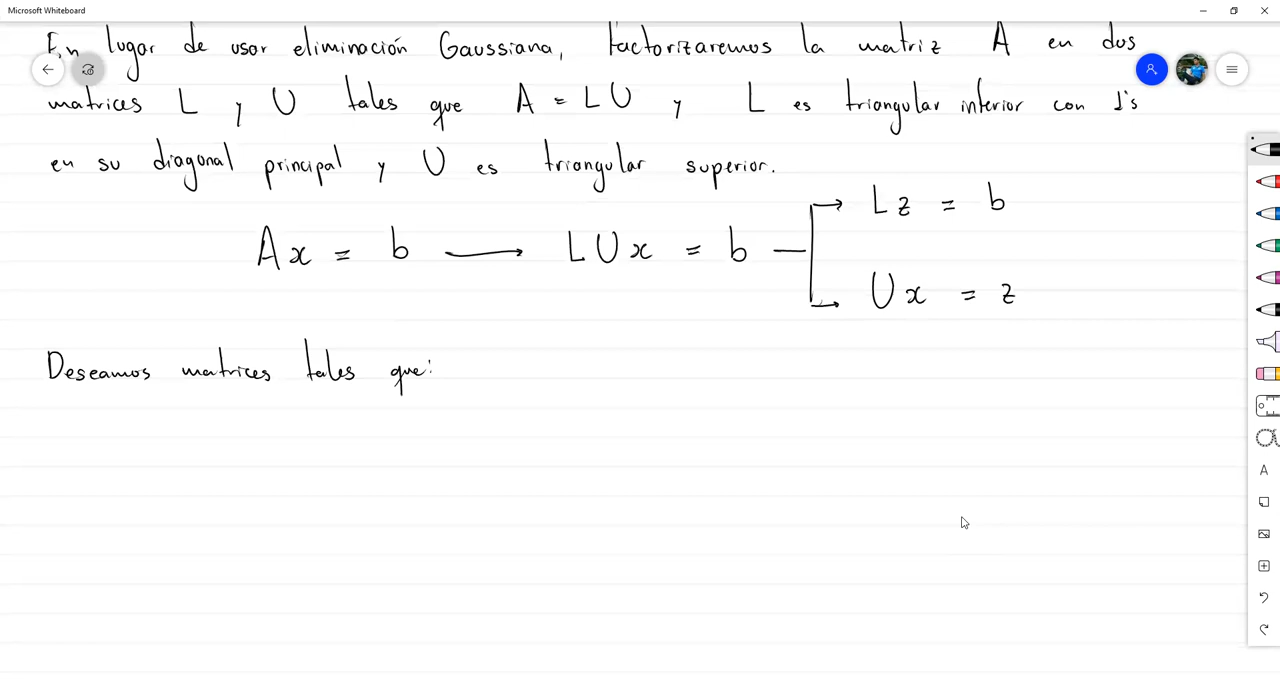 Microsoft Whiteboard
En lugar de usar eliminación Gaussiana, factorizaremos la matriz A en dos
matrices L y U tales que A = LU y L es triangular inferior con 1's
en su diagonal principal y U es triangular superior.
Lz = b
Ax = b → LUx = b
Ux = z
Deseamos matrices tales que:
A